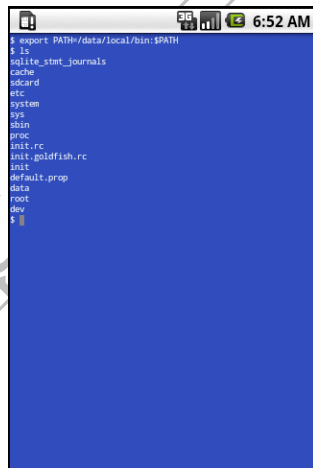 3G 6:52 AM
$ export PATH=/data/local/bin:$PATH
$ ls
sqlite_stmt_journals
cache
sdcard
etc
system
sys
sbin
proc
init.rc
init.goldfish.rc
init
default.prop
data
root
dev
$